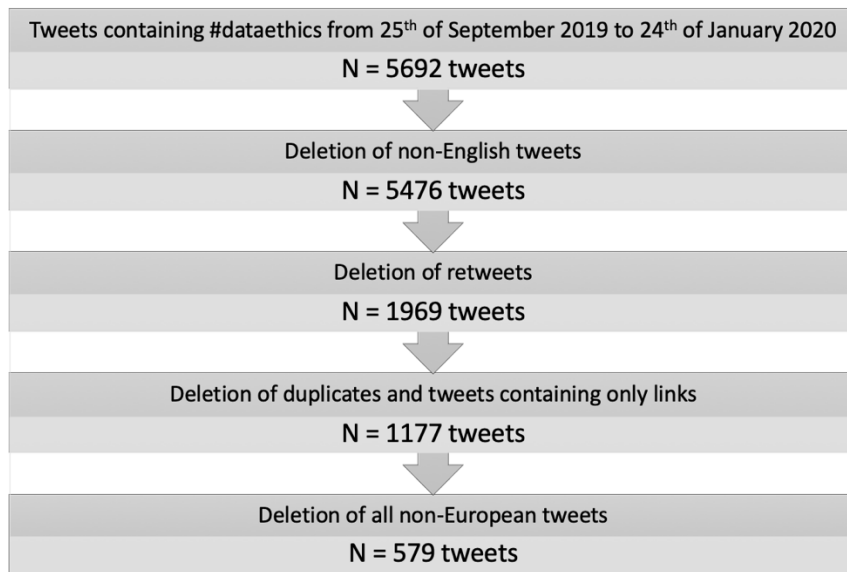 Tweets containing #dataethics from 25th of September 2019 to 24th of January 2020
N = 5692 tweets
Deletion of non-English tweets
N = 5476 tweets
Deletion of retweets
N = 1969 tweets
Deletion of duplicates and tweets containing only links
N = 1177 tweets
Deletion of all non-European tweets
N = 579 tweets